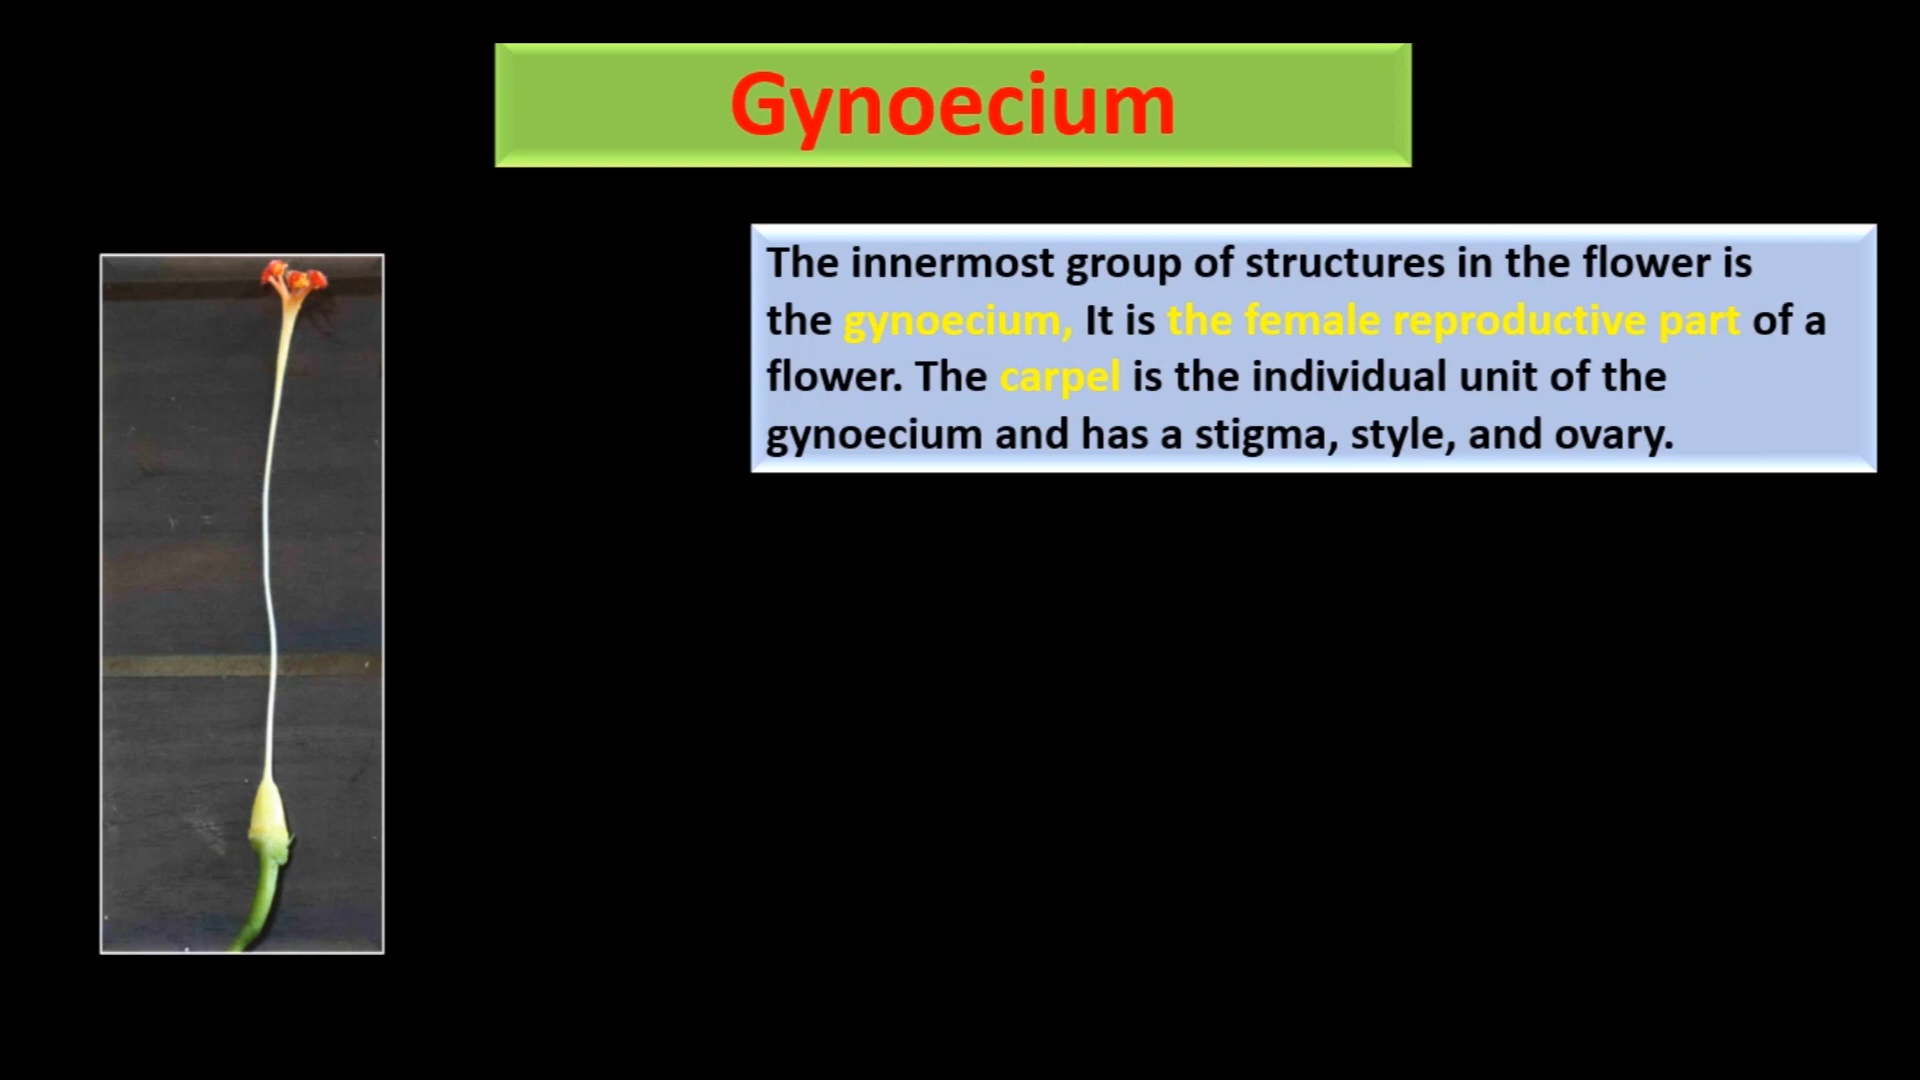 Gynoecium
The innermost group of structures in the flower is
the gynoecium, It is the female reproductive part of a
flower. The carpel is the individual unit of the
gynoecium and has a stigma, style, and ovary.